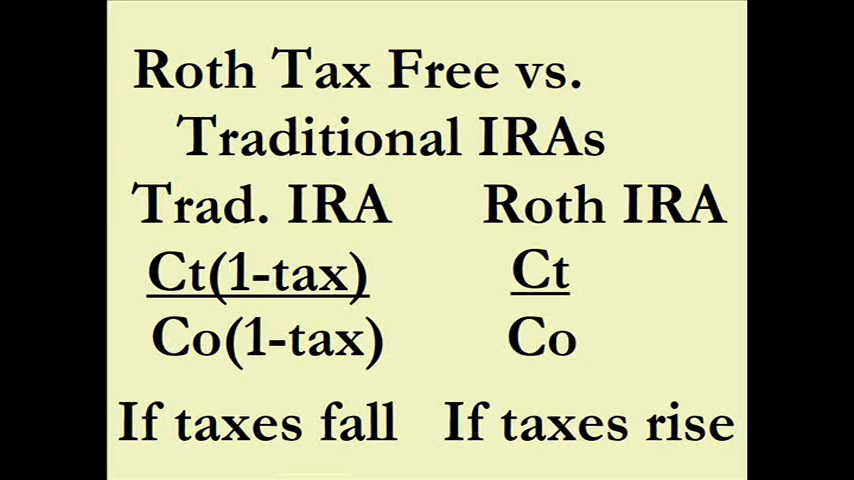 Roth Tax Free vs.
Traditional IRAs
Trad. IRA Roth IRA
Ct(1-tax) Ct
Co(1-tax) Co
If taxes fall If taxes rise